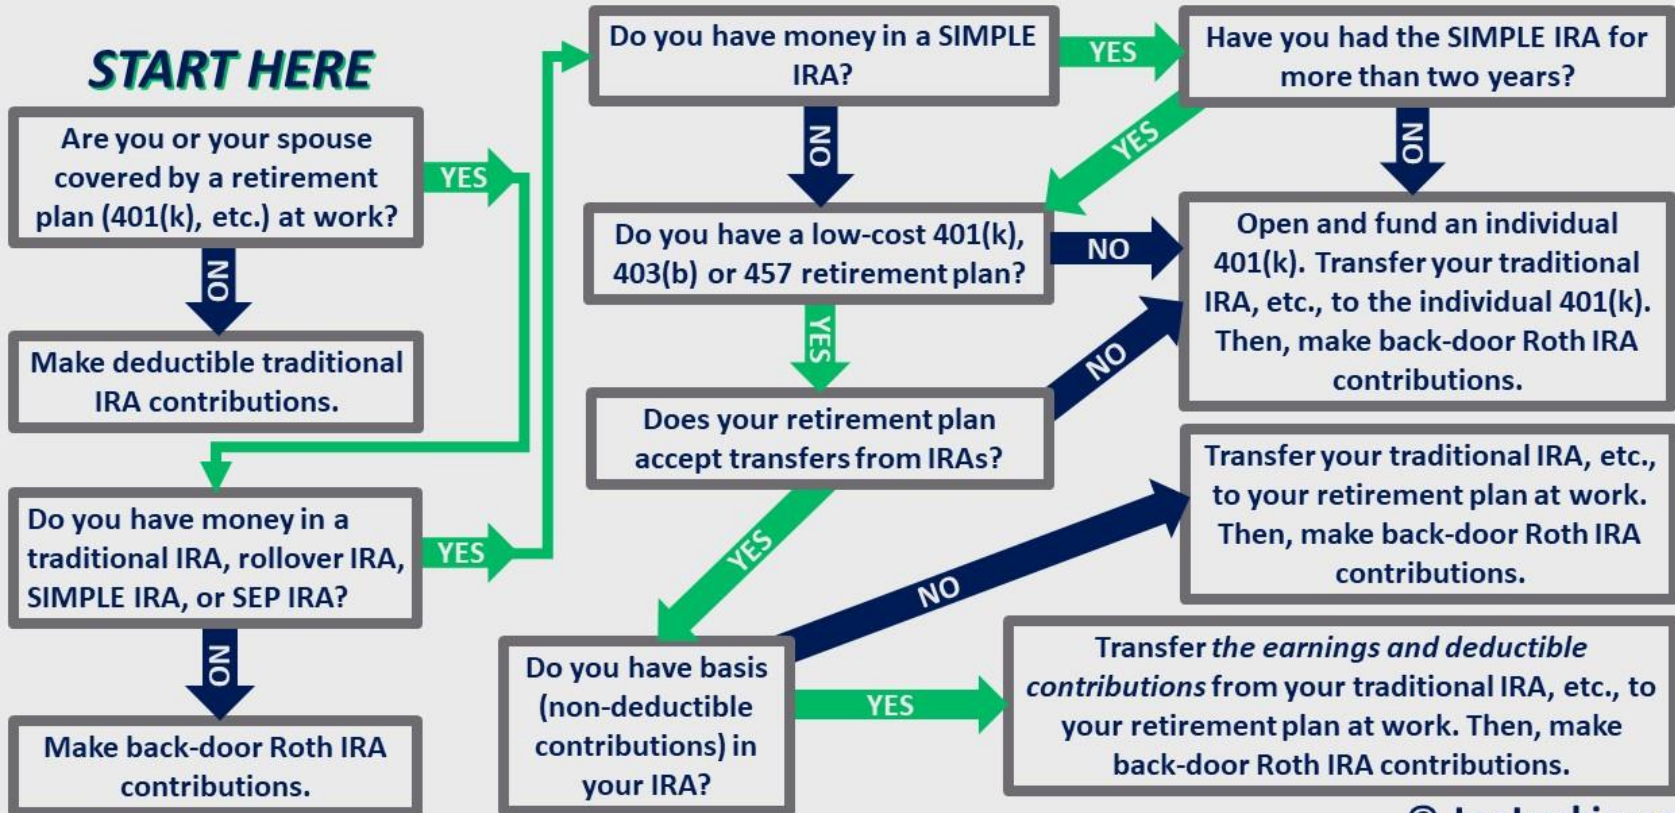 START HERE
Are you or your spouse
covered by a retirement
plan (401(k), etc.) at work?
YES
NO
Make deductible traditional
IRA contributions.
Do you have money in a
traditional IRA, rollover IRA,
SIMPLE IRA, or SEP IRA?
YES
NO
Make back-door Roth IRA
contributions.
Do you have money in a SIMPLE
IRA?
YES
NO
Have you had the SIMPLE IRA for
more than two years?
YES
NO
Do you have a low-cost 401(k),
403(b) or 457 retirement plan?
NO
YES
Open and fund an individual
401(k). Transfer your traditional
IRA, etc., to the individual 401(k).
Then, make back-door Roth IRA
contributions.
Does your retirement plan
accept transfers from IRAs?
NO
YES
Do you have basis
(non-deductible
contributions) in
your IRA?
NO
YES
Transfer your traditional IRA, etc.,
to your retirement plan at work.
Then, make back-door Roth IRA
contributions.
Transfer the earnings and deductible
contributions from your traditional IRA, etc., to
your retirement plan at work. Then, make
back-door Roth IRA contributions.